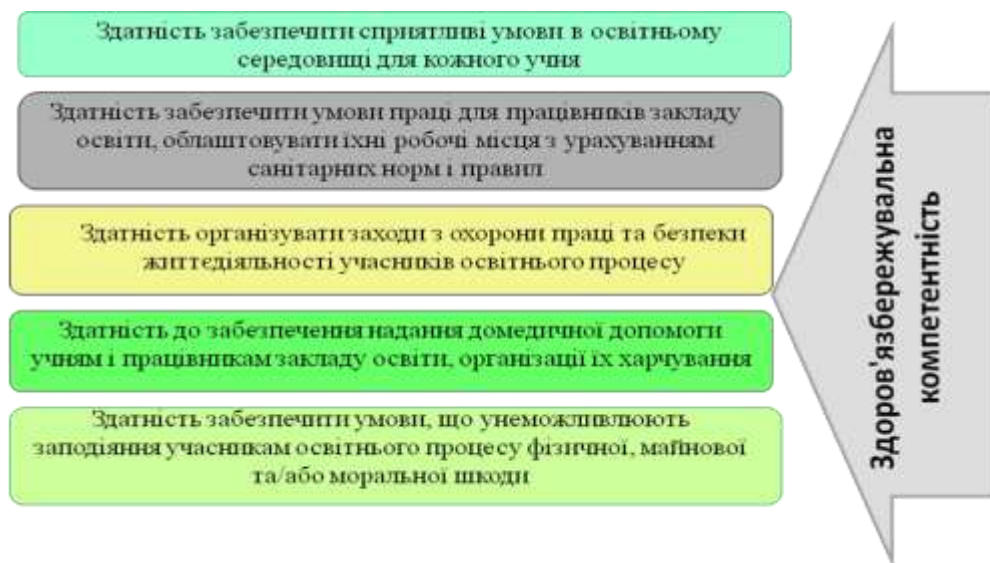 Здатність забезпечити сприятливі умови в освітньому
середовищі для кожного учня
Здатність забезпечити умови праці для працівників закладу
освіти, облаштовувати їхні робочі місця з урахуванням
санітарних норм і правил
Здатність організувати заходи з охорони праці та безпеки
життєдіяльності учасників освітнього процесу
Здатність до забезпечення надання домедичної допомоги
учням і працівникам закладу освіти, організації їх харчування
Здатність забезпечити умови, що унеможливлюють
заподіяння учасникам освітнього процесу фізичної, майнової
та/або моральної шкоди
Здоров'язбережувальна
компетентність